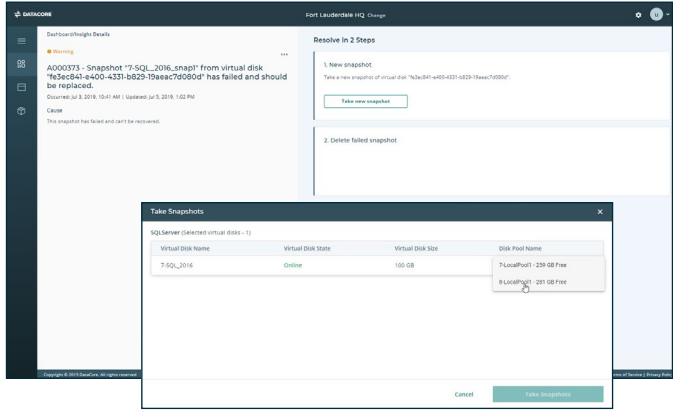 DATACORE
Fort Lauderdale HQ Change
U
Dashboard/Insight Details
Warning
A000373 - Snapshot "7-SQL_2016_snap1" from virtual disk
"fe3ec841-e400-4331-b829-19aeac7d080d" has failed and should
be replaced.
Occurred: Jul 3, 2019, 10:41 AM | Updated: Jul 5, 2019, 1:02 PM
Cause
This snapshot has failed and can't be recovered.
Resolve in 2 Steps
1. New snapshot
Take a new snapshot of virtual disk "fe3ec841-e400-4331-b829-19aeac7d080d".
Take new snapshot
2. Delete failed snapshot
Take Snapshots
SQLServer (Selected virtual disks - 1)
Virtual Disk Name Virtual Disk State Virtual Disk Size Disk Pool Name
7-SQL_2016 Online 100 GB 7-LocalPool1 - 259 GB Free
8-LocalPool1 - 281 GB Free
Cancel Take Snapshots
Copyright © 2019 DataCore. All rights reserved
Terms of Service | Privacy Policy